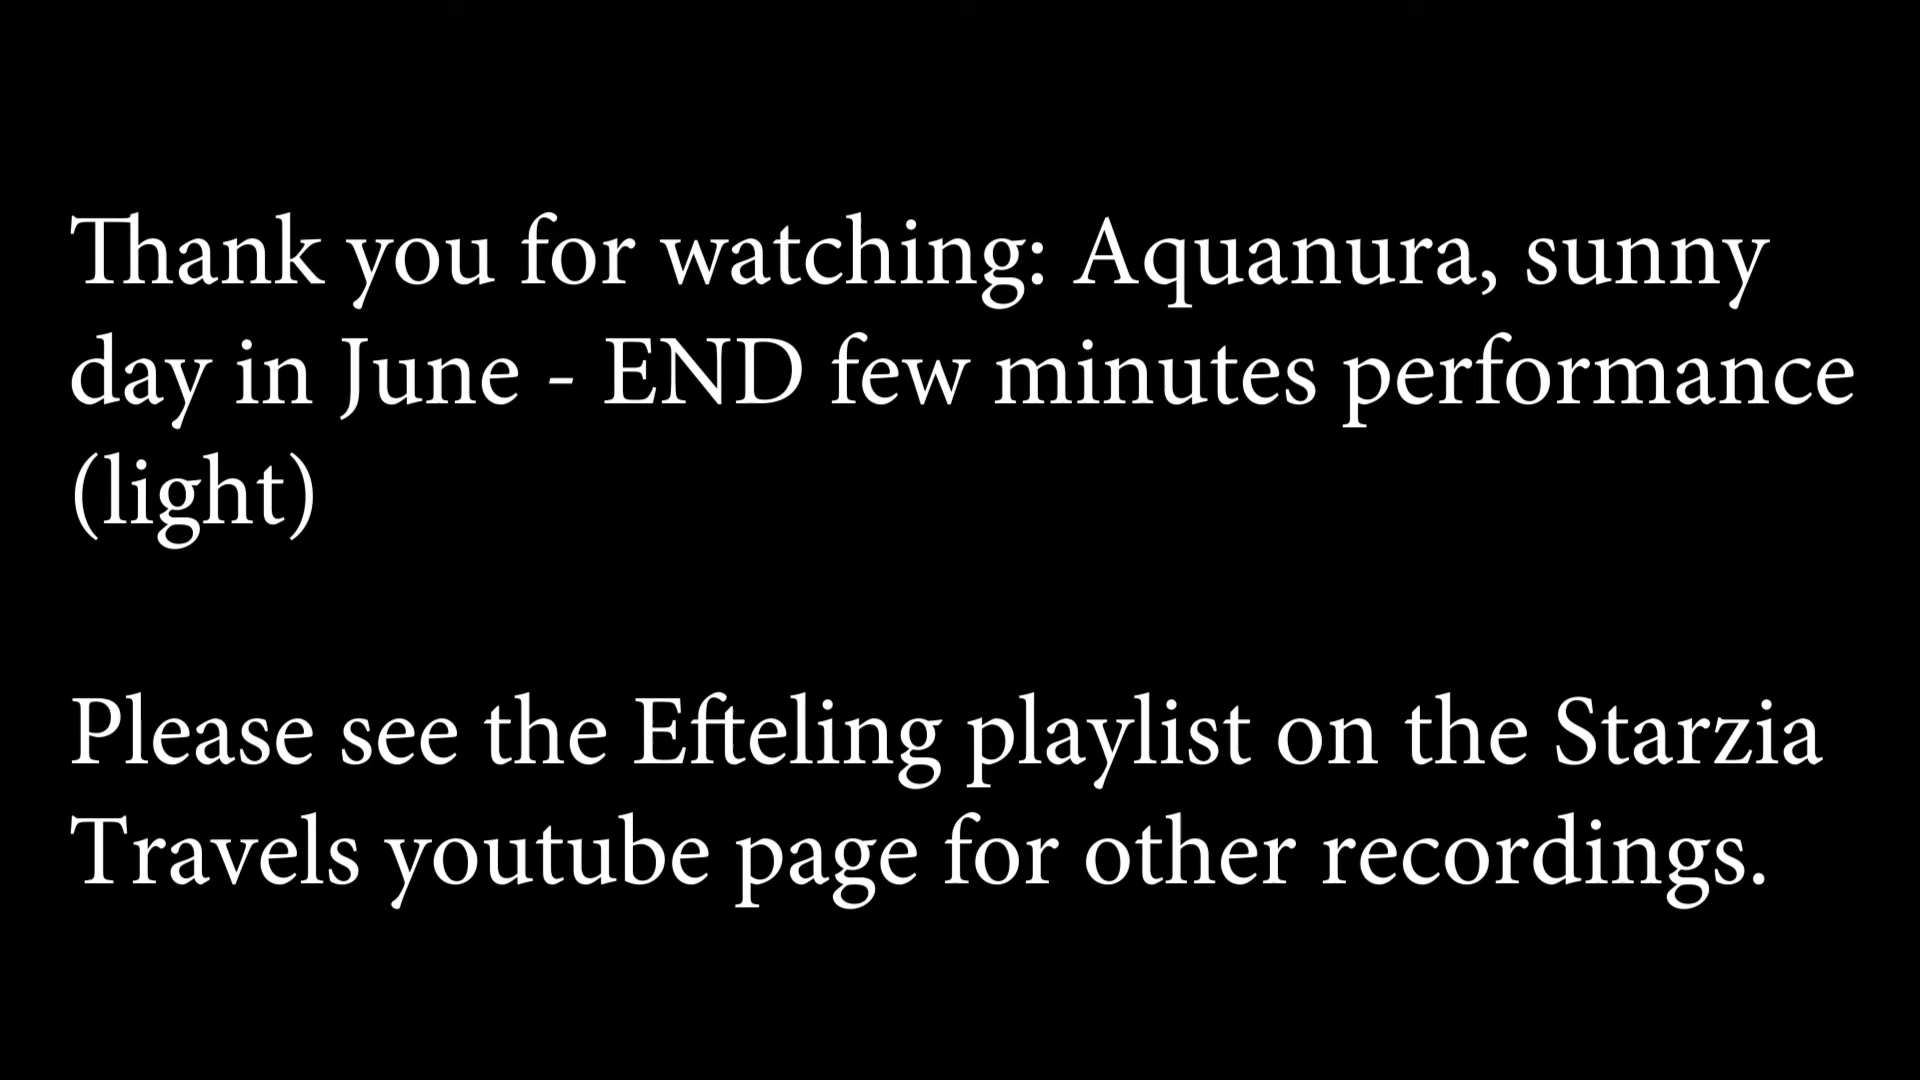 Thank you for watching: Aquanura, sunny
day in June - END few minutes performance
(light)
Please see the Efteling playlist on the Starzia
Travels youtube page for other recordings.